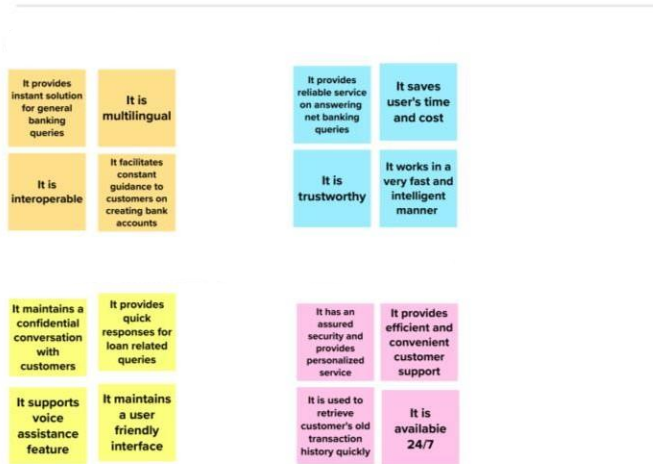 It provides
instant solution
for general
banking
queries
It is
multilingual
It is
interoperable
It facilitates
constant
guidance to
customers on
creating bank
accounts
It provides
reliable service
on answering
net banking
queries
It saves
user's time
and cost
It is
trustworthy
It works in a
very fast and
intelligent
manner
It maintains a
confidential
conversation
with
customers
It provides
quick
responses for
loan related
queries
It supports
voice
assistance
feature
It maintains
a user
friendly
interface
It has an
assured
security and
provides
personalized
service
It provides
efficient and
convenient
customer
support
It is used to
retrieve
customer's old
transaction
history quickly
It is
available
24/7